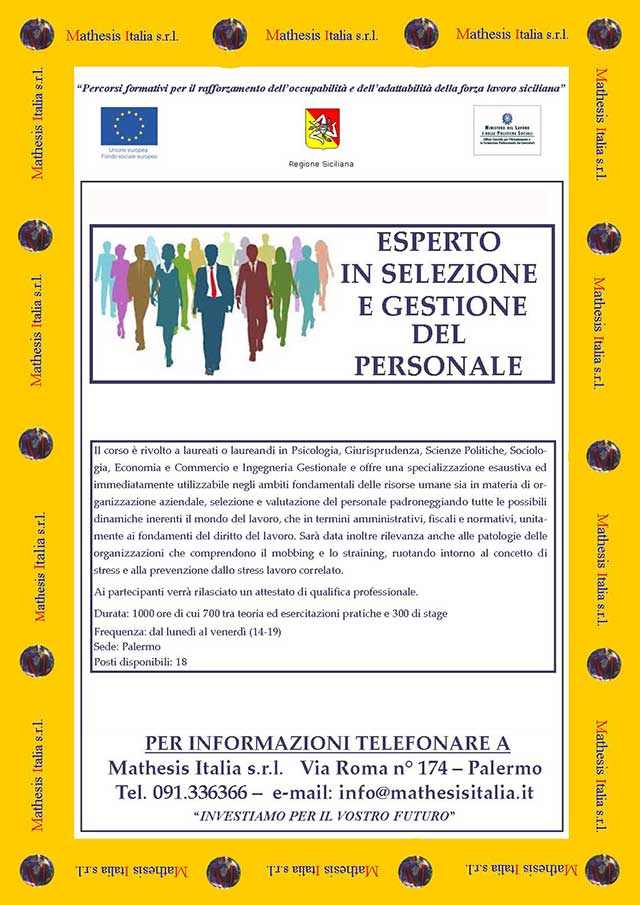 Mathesis Italia s.r.l.
Mathesis Italia s.r.l.
Mathesis Italia s.r.l.
“Percorsi formativi per il rafforzamento dell’occupabilità e dell’adattabilità della forza lavoro siciliana”
Unione europea
Fondo sociale europeo
Regione Siciliana
MINISTERO DEL LAVORO
E DELLE POLITICHE SOCIALI
ESPERTO
IN SELEZIONE
E GESTIONE
DEL
PERSONALE
Il corso è rivolto a laureati o laureandi in Psicologia, Giurisprudenza, Scienze Politiche, Sociolo-
gia, Economia e Commercio e Ingegneria Gestionale e offre una specializzazione esaustiva ed
immediatamente utilizzabile negli ambiti fondamentali delle risorse umane sia in materia di or-
ganizzazione aziendale, selezione e valutazione del personale padroneggiando tutte le possibili
dinamiche inerenti il mondo del lavoro, che in termini amministrativi, fiscali e normativi, unita-
mente ai fondamenti del diritto del lavoro. Sarà data inoltre rilevanza anche alle patologie delle
organizzazioni che comprendono il mobbing e lo straining, ruotando intorno al concetto di
stress e alla prevenzione dallo stress lavoro correlato.
Ai partecipanti verrà rilasciato un attestato di qualifica professionale.
Durata: 1000 ore di cui 700 tra teoria ed esercitazioni pratiche e 300 di stage
Frequenza: dal lunedì al venerdì (14-19)
Sede: Palermo
Posti disponibili: 18
PER INFORMAZIONI TELEFONARE A
Mathesis Italia s.r.l. Via Roma n° 174 – Palermo
Tel. 091.336366 – e-mail: info@mathesisitalia.it
“INVESTIAMO PER IL VOSTRO FUTURO”
Mathesis Italia s.r.l.
Mathesis Italia s.r.l.
Mathesis Italia s.r.l.
Mathesis Italia s.r.l.
Mathesis Italia s.r.l.
Mathesis Italia s.r.l.
Mathesis Italia s.r.l.
Mathesis Italia s.r.l.
Mathesis Italia s.r.l.
Mathesis Italia s.r.l.
Mathesis Italia s.r.l.